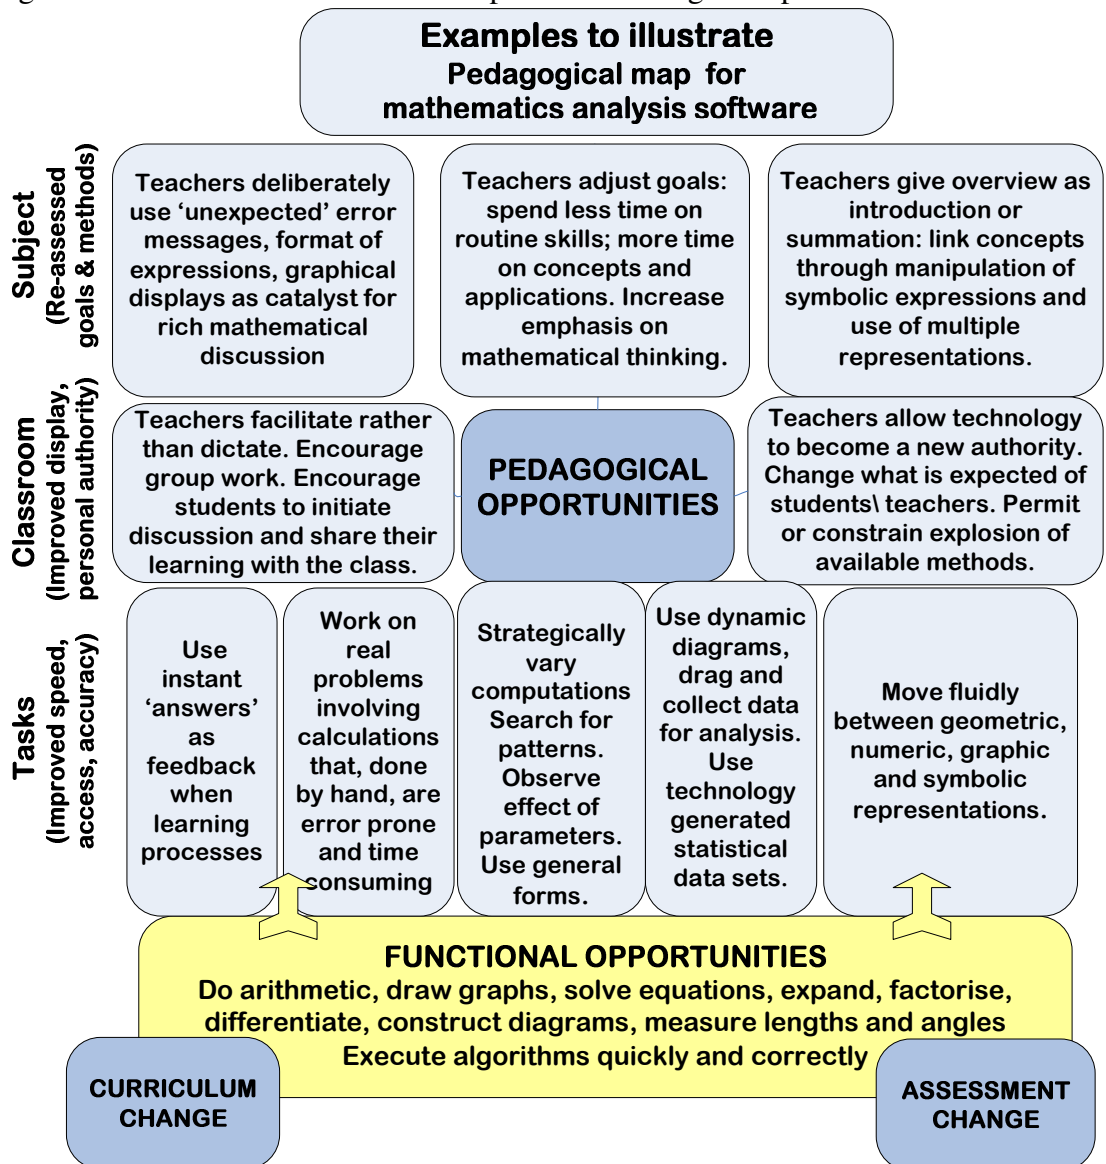 Examples to illustrate
Pedagogical map for
mathematics analysis software
Subject
(Re-assessed
goals & methods)
Teachers deliberately
use ‘unexpected’ error
messages, format of
expressions, graphical
displays as catalyst for
rich mathematical
discussion
Teachers adjust goals:
spend less time on
routine skills; more time
on concepts and
applications. Increase
emphasis on
mathematical thinking.
Teachers give overview as
introduction or
summation: link concepts
through manipulation of
symbolic expressions and
use of multiple
representations.
Classroom
(Improved display,
personal authority)
Teachers facilitate rather
than dictate. Encourage
group work. Encourage
students to initiate
discussion and share their
learning with the class.
PEDAGOGICAL
OPPORTUNITIES
Teachers allow technology
to become a new authority.
Change what is expected of
students\ teachers. Permit
or constrain explosion of
available methods.
Tasks
(Improved speed,
access, accuracy)
Use
instant
‘answers’
as
feedback
when
learning
processes
Work on
real
problems
involving
calculations
that, done
by hand, are
error prone
and time
consuming
Strategically
vary
computations
Search for
patterns.
Observe
effect of
parameters.
Use general
forms.
Use dynamic
diagrams,
drag and
collect data
for analysis.
Use
technology
generated
statistical
data sets.
Move fluidly
between geometric,
numeric, graphic
and symbolic
representations.
FUNCTIONAL OPPORTUNITIES
Do arithmetic, draw graphs, solve equations, expand, factorise,
differentiate, construct diagrams, measure lengths and angles
Execute algorithms quickly and correctly
CURRICULUM
CHANGE
ASSESSMENT
CHANGE